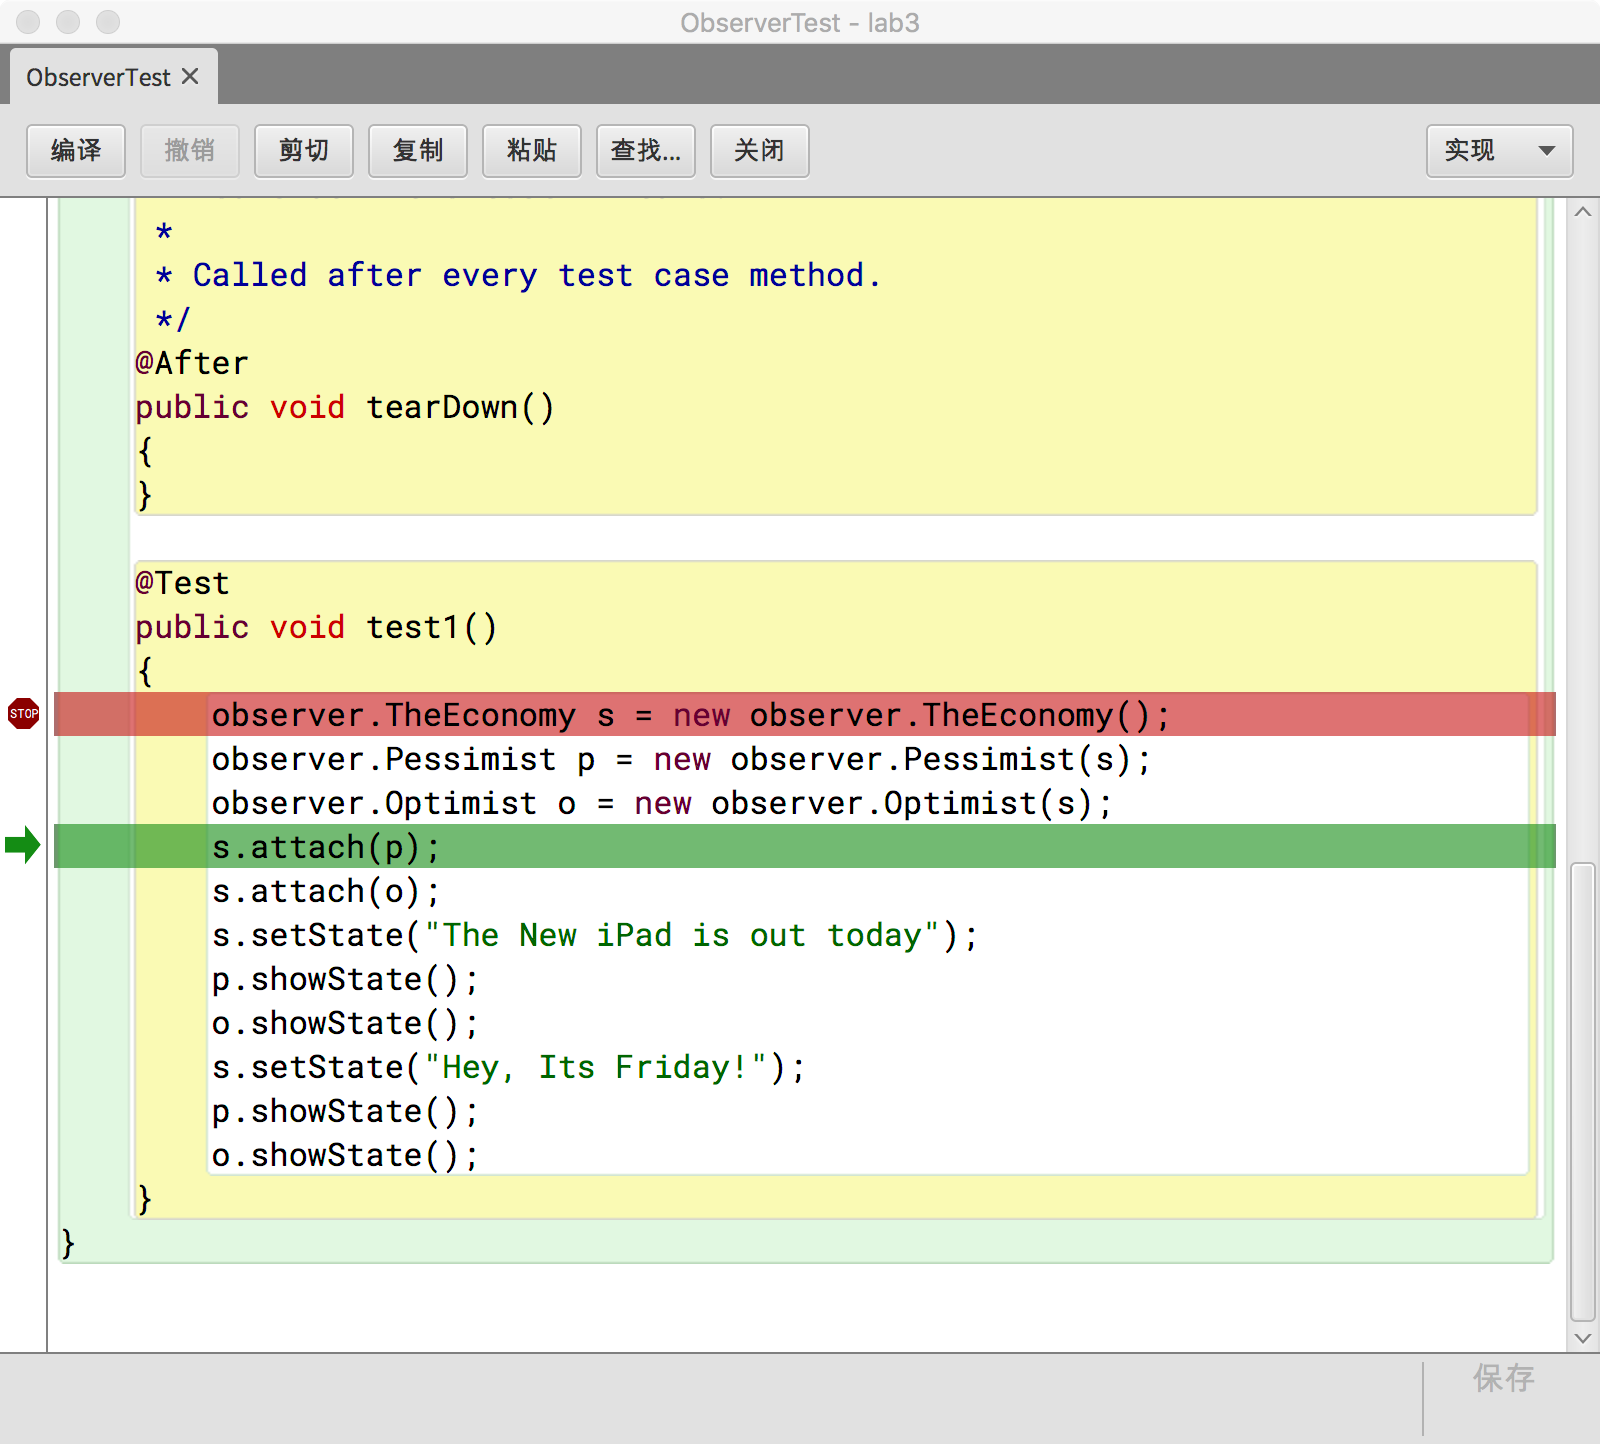 ObserverTest - lab3
ObserverTest
编译 撤销 剪切 复制 粘贴 查找... 关闭 实现
*
* Called after every test case method.
*/
@After
public void tearDown()
{
}
@Test
public void test1()
{
STOP observer.TheEconomy s = new observer.TheEconomy();
observer.Pessimist p = new observer.Pessimist(s);
observer.Optimist o = new observer.Optimist(s);
s.attach(p);
s.attach(o);
s.setState("The New iPad is out today");
p.showState();
o.showState();
s.setState("Hey, Its Friday!");
p.showState();
o.showState();
}
}
保存